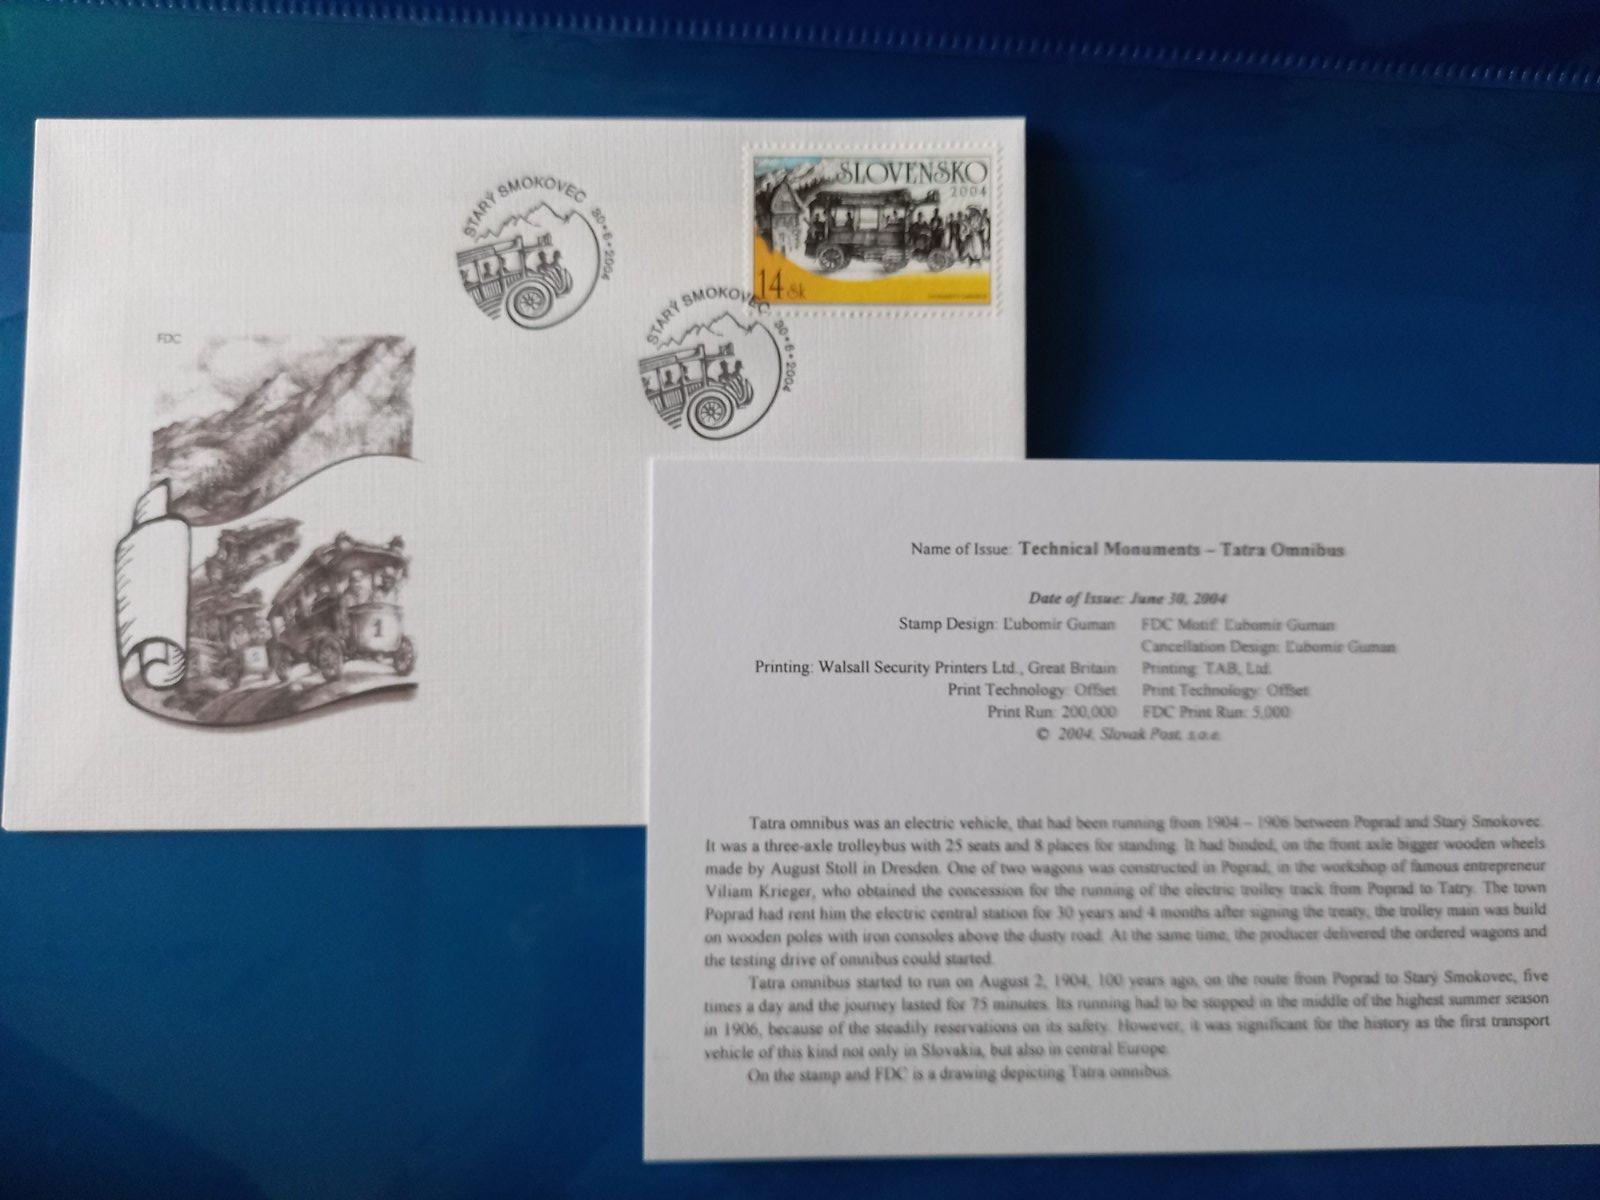 STARÝ SMOKOVEC 30•6•2004
STARÝ SMOKOVEC 30•6•2004
SLOVENSKO
2004
14 Sk
FDC
1
Name of Issue: Technical Monuments – Tatra Omnibus
Date of Issue: June 30, 2004
Stamp Design: Ľubomír Guman FDC Motif: Ľubomír Guman
Cancellation Design: Ľubomír Guman
Printing: Walsall Security Printers Ltd., Great Britain Printing: TAB, Ltd.
Print Technology: Offset Print Technology: Offset
Print Run: 200,000 FDC Print Run: 5,000
© 2004, Slovak Post, s.o.e.
Tatra omnibus was an electric vehicle, that had been running from 1904 – 1906 between Poprad and Starý Smokovec.
It was a three-axle trolleybus with 25 seats and 8 places for standing. It had binded, on the front axle bigger wooden wheels
made by August Stoll in Dresden. One of two wagons was constructed in Poprad, in the workshop of famous entrepreneur
Viliam Krieger, who obtained the concession for the running of the electric trolley track from Poprad to Tatry. The town
Poprad had rent him the electric central station for 30 years and 4 months after signing the treaty, the trolley main was build
on wooden poles with iron consoles above the dusty road. At the same time, the producer delivered the ordered wagons and
the testing drive of omnibus could started.
Tatra omnibus started to run on August 2, 1904, 100 years ago, on the route from Poprad to Starý Smokovec, five
times a day and the journey lasted for 75 minutes. Its running had to be stopped in the middle of the highest summer season
in 1906, because of the steadily reservations on its safety. However, it was significant for the history as the first transport
vehicle of this kind not only in Slovakia, but also in central Europe.
On the stamp and FDC is a drawing depicting Tatra omnibus.